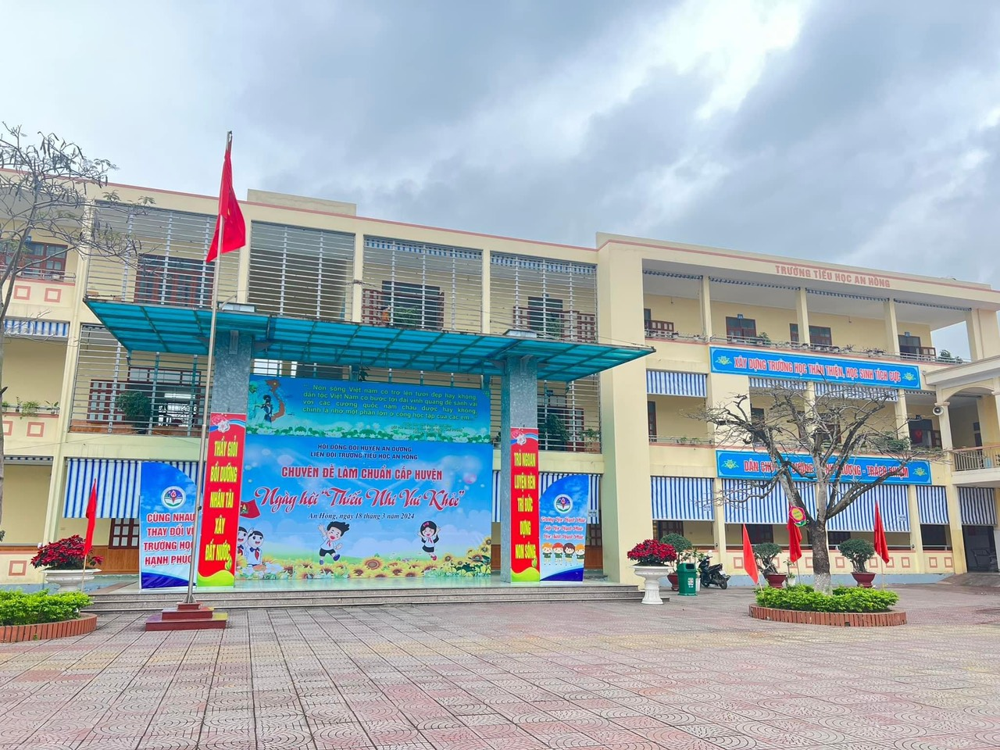 TRƯỜNG TIỂU HỌC AN HỒNG
XÂY DỰNG TRƯỜNG HỌC THÂN THIỆN, HỌC SINH TÍCH CỰC
DÂN CHỦ - ƯƠNG - TRÁCH NHIỆM
Non sông Việt nam có trở lên tươi đẹp hay không,
dân tộc Việt Nam có bước tới đài vinh quang để sánh vai
với các cường quốc năm châu được hay không,
chính là nhờ một phần lớn ở công học tập của các em
HỘI ĐỒNG ĐỘI HUYỆN AN DƯƠNG
LIÊN ĐỘI TRƯỜNG TIỂU HỌC AN HỒNG
CHUYÊN ĐỀ LÀM CHUẨN CẤP HUYỆN
Ngày hội "Thiếu Nhi Vui Khỏe"
An Hồng, ngày 18 tháng 3 năm 2024
THẦY GIỎI
BỒI DƯỠNG
NHÂN TÀI
XÂY
ĐẤT NƯỚC
TRÒ NGOAN
LUYỆN RÈN
TRÍ ĐỨC
DỰNG
NON SÔNG
CÙNG NHAU
THAY ĐỔI VÌ
TRƯỜNG HỌC
HẠNH PHÚC